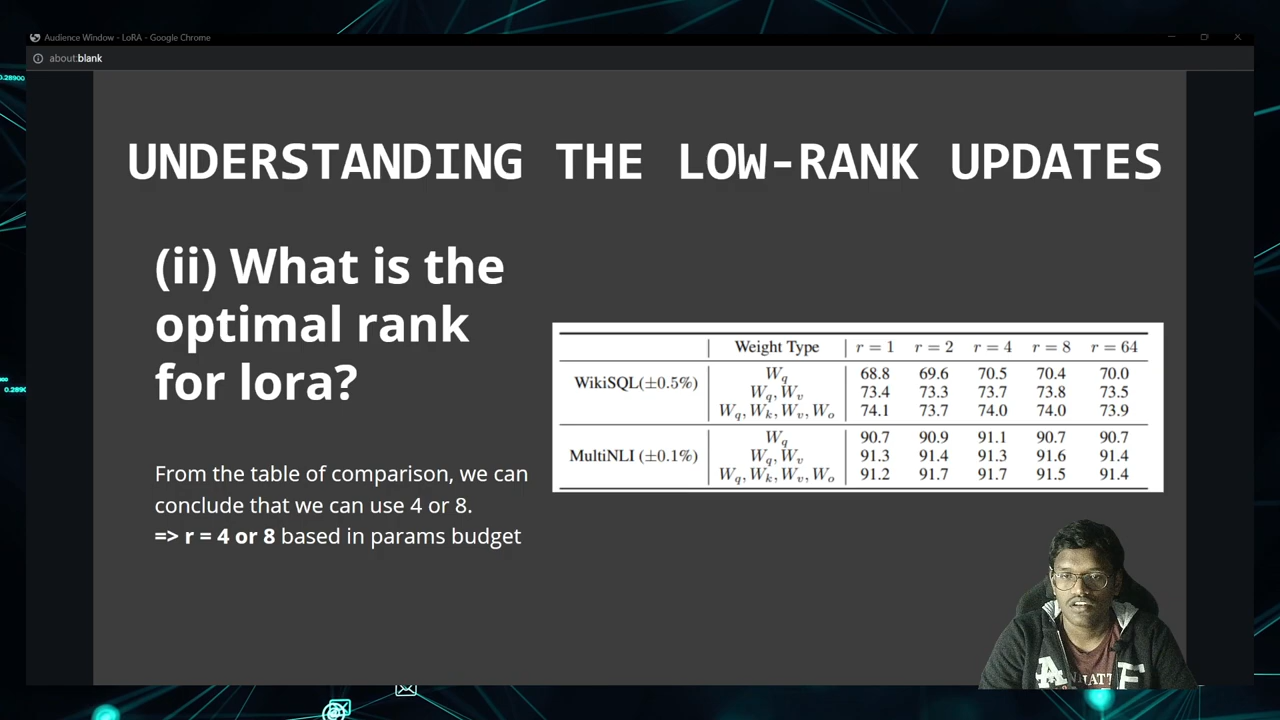 Audience Window - LoRA - Google Chrome
about:blank
0.28900
0.2890
UNDERSTANDING THE LOW-RANK UPDATES
(ii) What is the
optimal rank
for lora?
From the table of comparison, we can
conclude that we can use 4 or 8.
=> r = 4 or 8 based in params budget
Weight Type r = 1 r = 2 r = 4 r = 8 r = 64
WikiSQL(±0.5%) Wq 68.8 69.6 70.5 70.4 70.0
Wq, Wv 73.4 73.3 73.7 73.8 73.5
Wq, Wk, Wv, Wo 74.1 73.7 74.0 74.0 73.9
MultiNLI (±0.1%) Wq 90.7 90.9 91.1 90.7 90.7
Wq, Wv 91.3 91.4 91.3 91.6 91.4
Wq, Wk, Wv, Wo 91.2 91.7 91.7 91.5 91.4